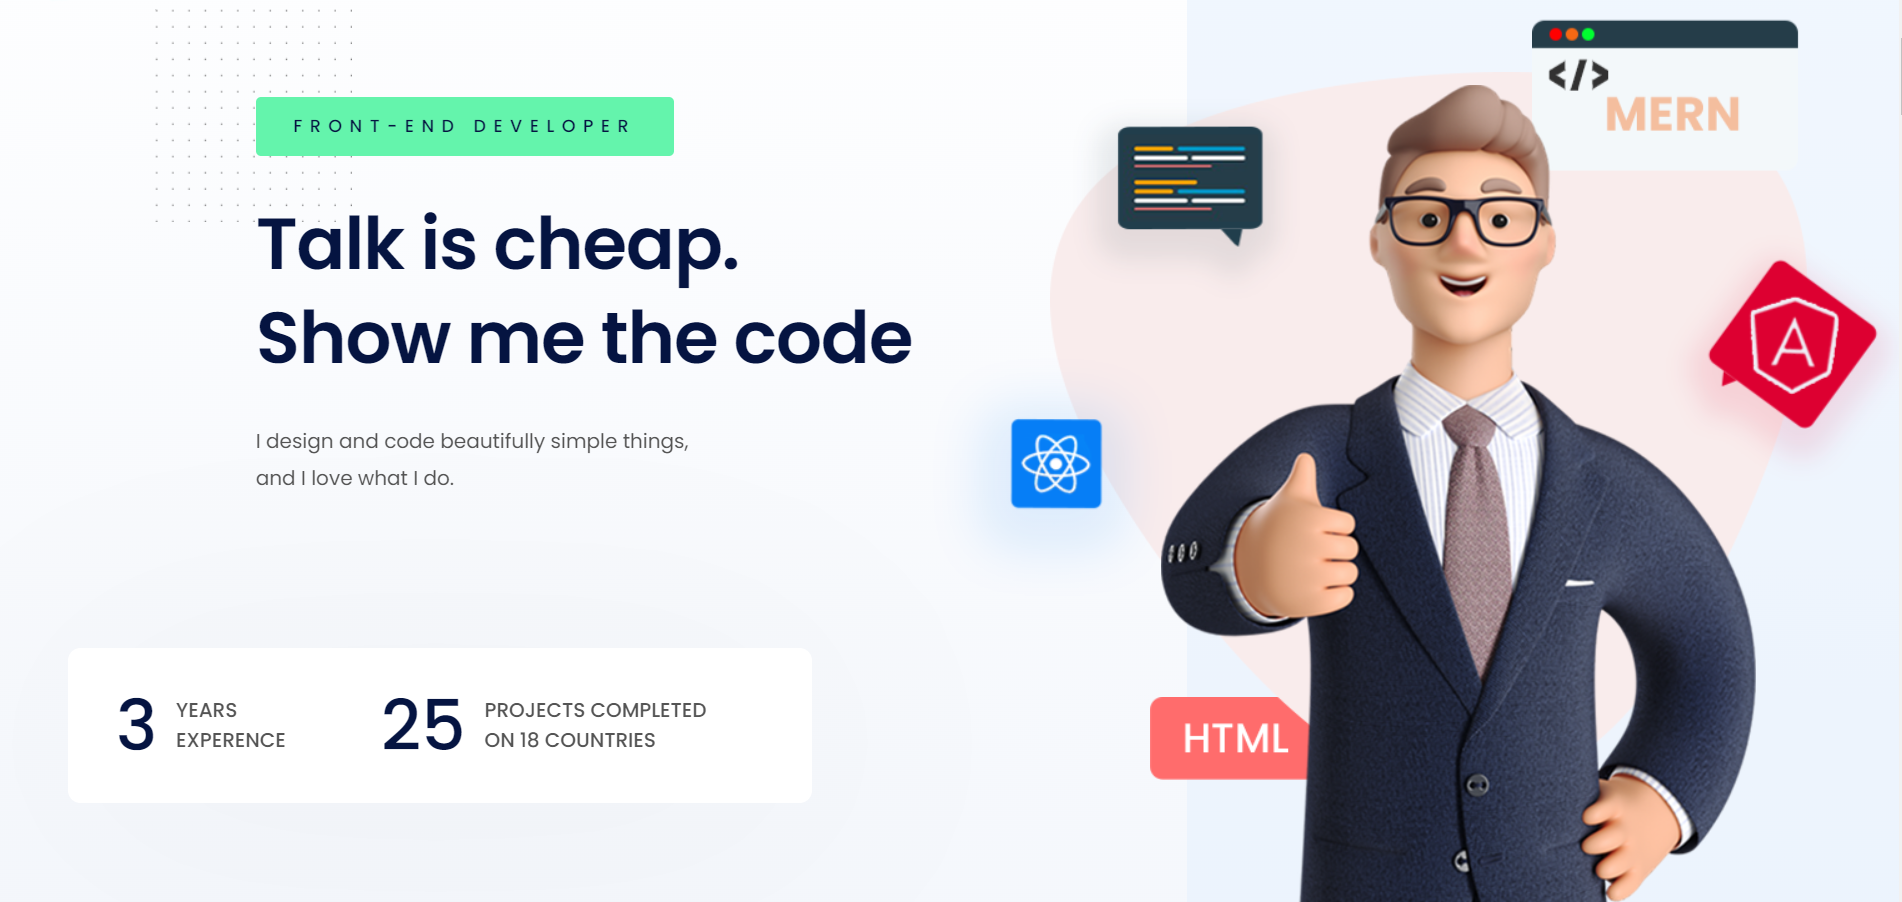 FRONT-END DEVELOPER
Talk is cheap.
Show me the code
I design and code beautifully simple things,
and I love what I do.
3 YEARS
EXPERENCE
25 PROJECTS COMPLETED
ON 18 COUNTRIES
</>
MERN
A
HTML